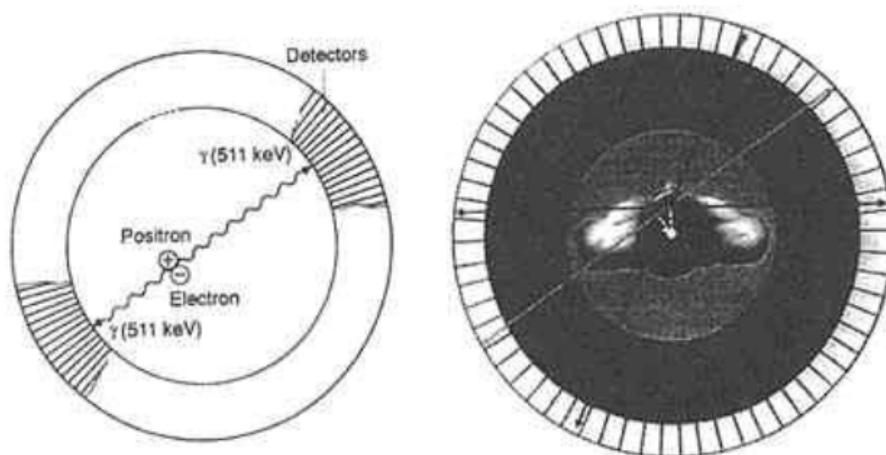 Detectors
γ(511 keV)
Positron
+
−
Electron
γ(511 keV)